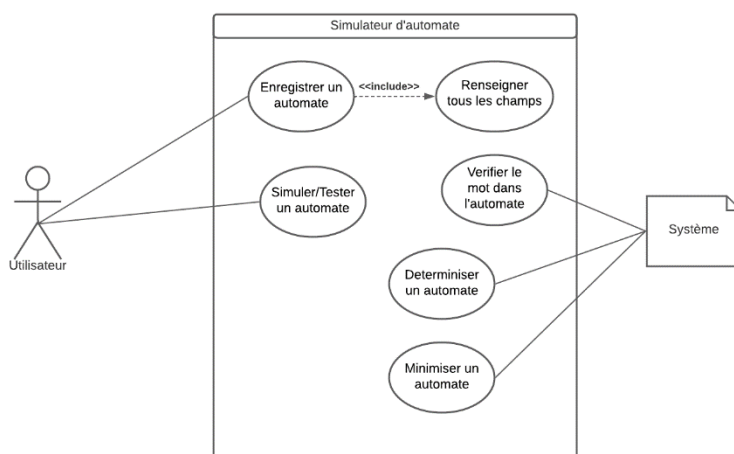 Simulateur d'automate
Enregistrer un
automate
<<include>>
Renseigner
tous les champs
Simuler/Tester
un automate
Verifier le
mot dans
l'automate
Utilisateur
Système
Determiniser
un automate
Minimiser un
automate